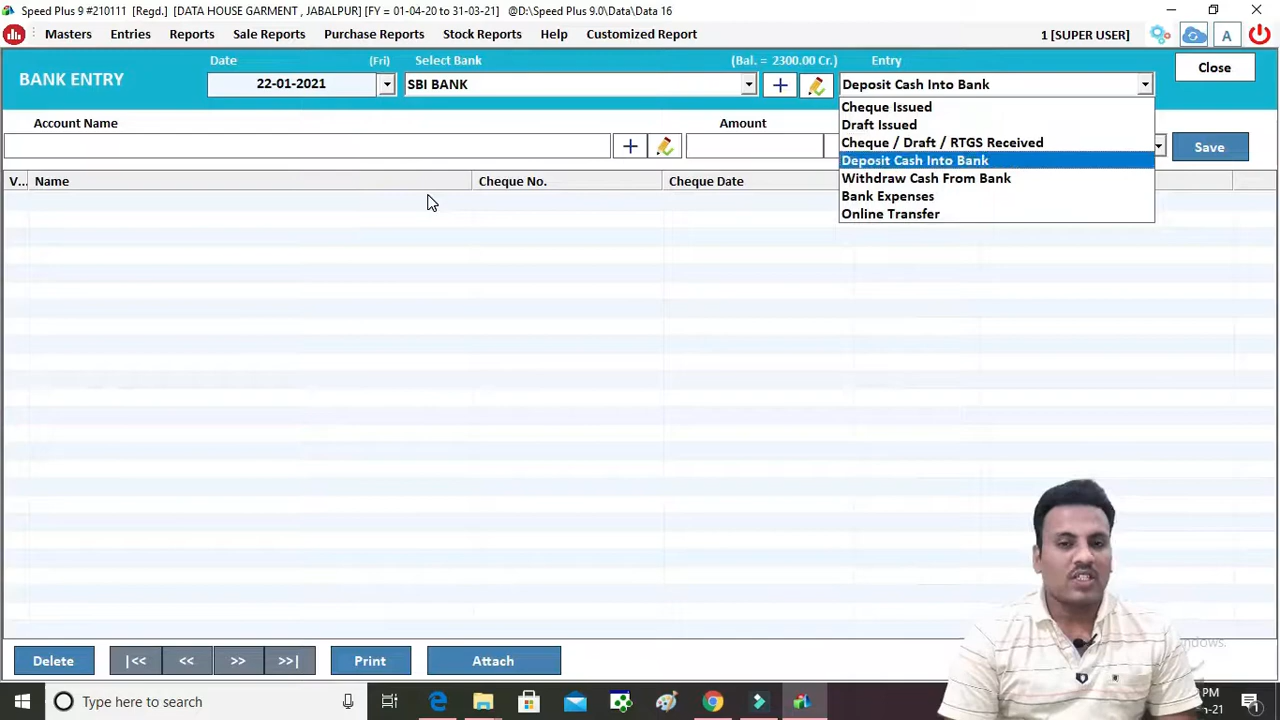 Speed Plus 9 #210111 [Regd.] [DATA HOUSE GARMENT , JABALPUR] [FY = 01-04-20 to 31-03-21] @D:\Speed Plus 9.0\Data\Data 16
Masters Entries Reports Sale Reports Purchase Reports Stock Reports Help Customized Report 1 [SUPER USER] A
BANK ENTRY
Date (Fri) Select Bank (Bal. = 2300.00 Cr.) Entry
22-01-2021 SBI BANK Deposit Cash Into Bank Close
Account Name Amount
Save
Cheque Issued
Draft Issued
Cheque / Draft / RTGS Received
Deposit Cash Into Bank
Withdraw Cash From Bank
Bank Expenses
Online Transfer
V... Name Cheque No. Cheque Date
Delete |<< << >> >>| Print Attach
Type here to search